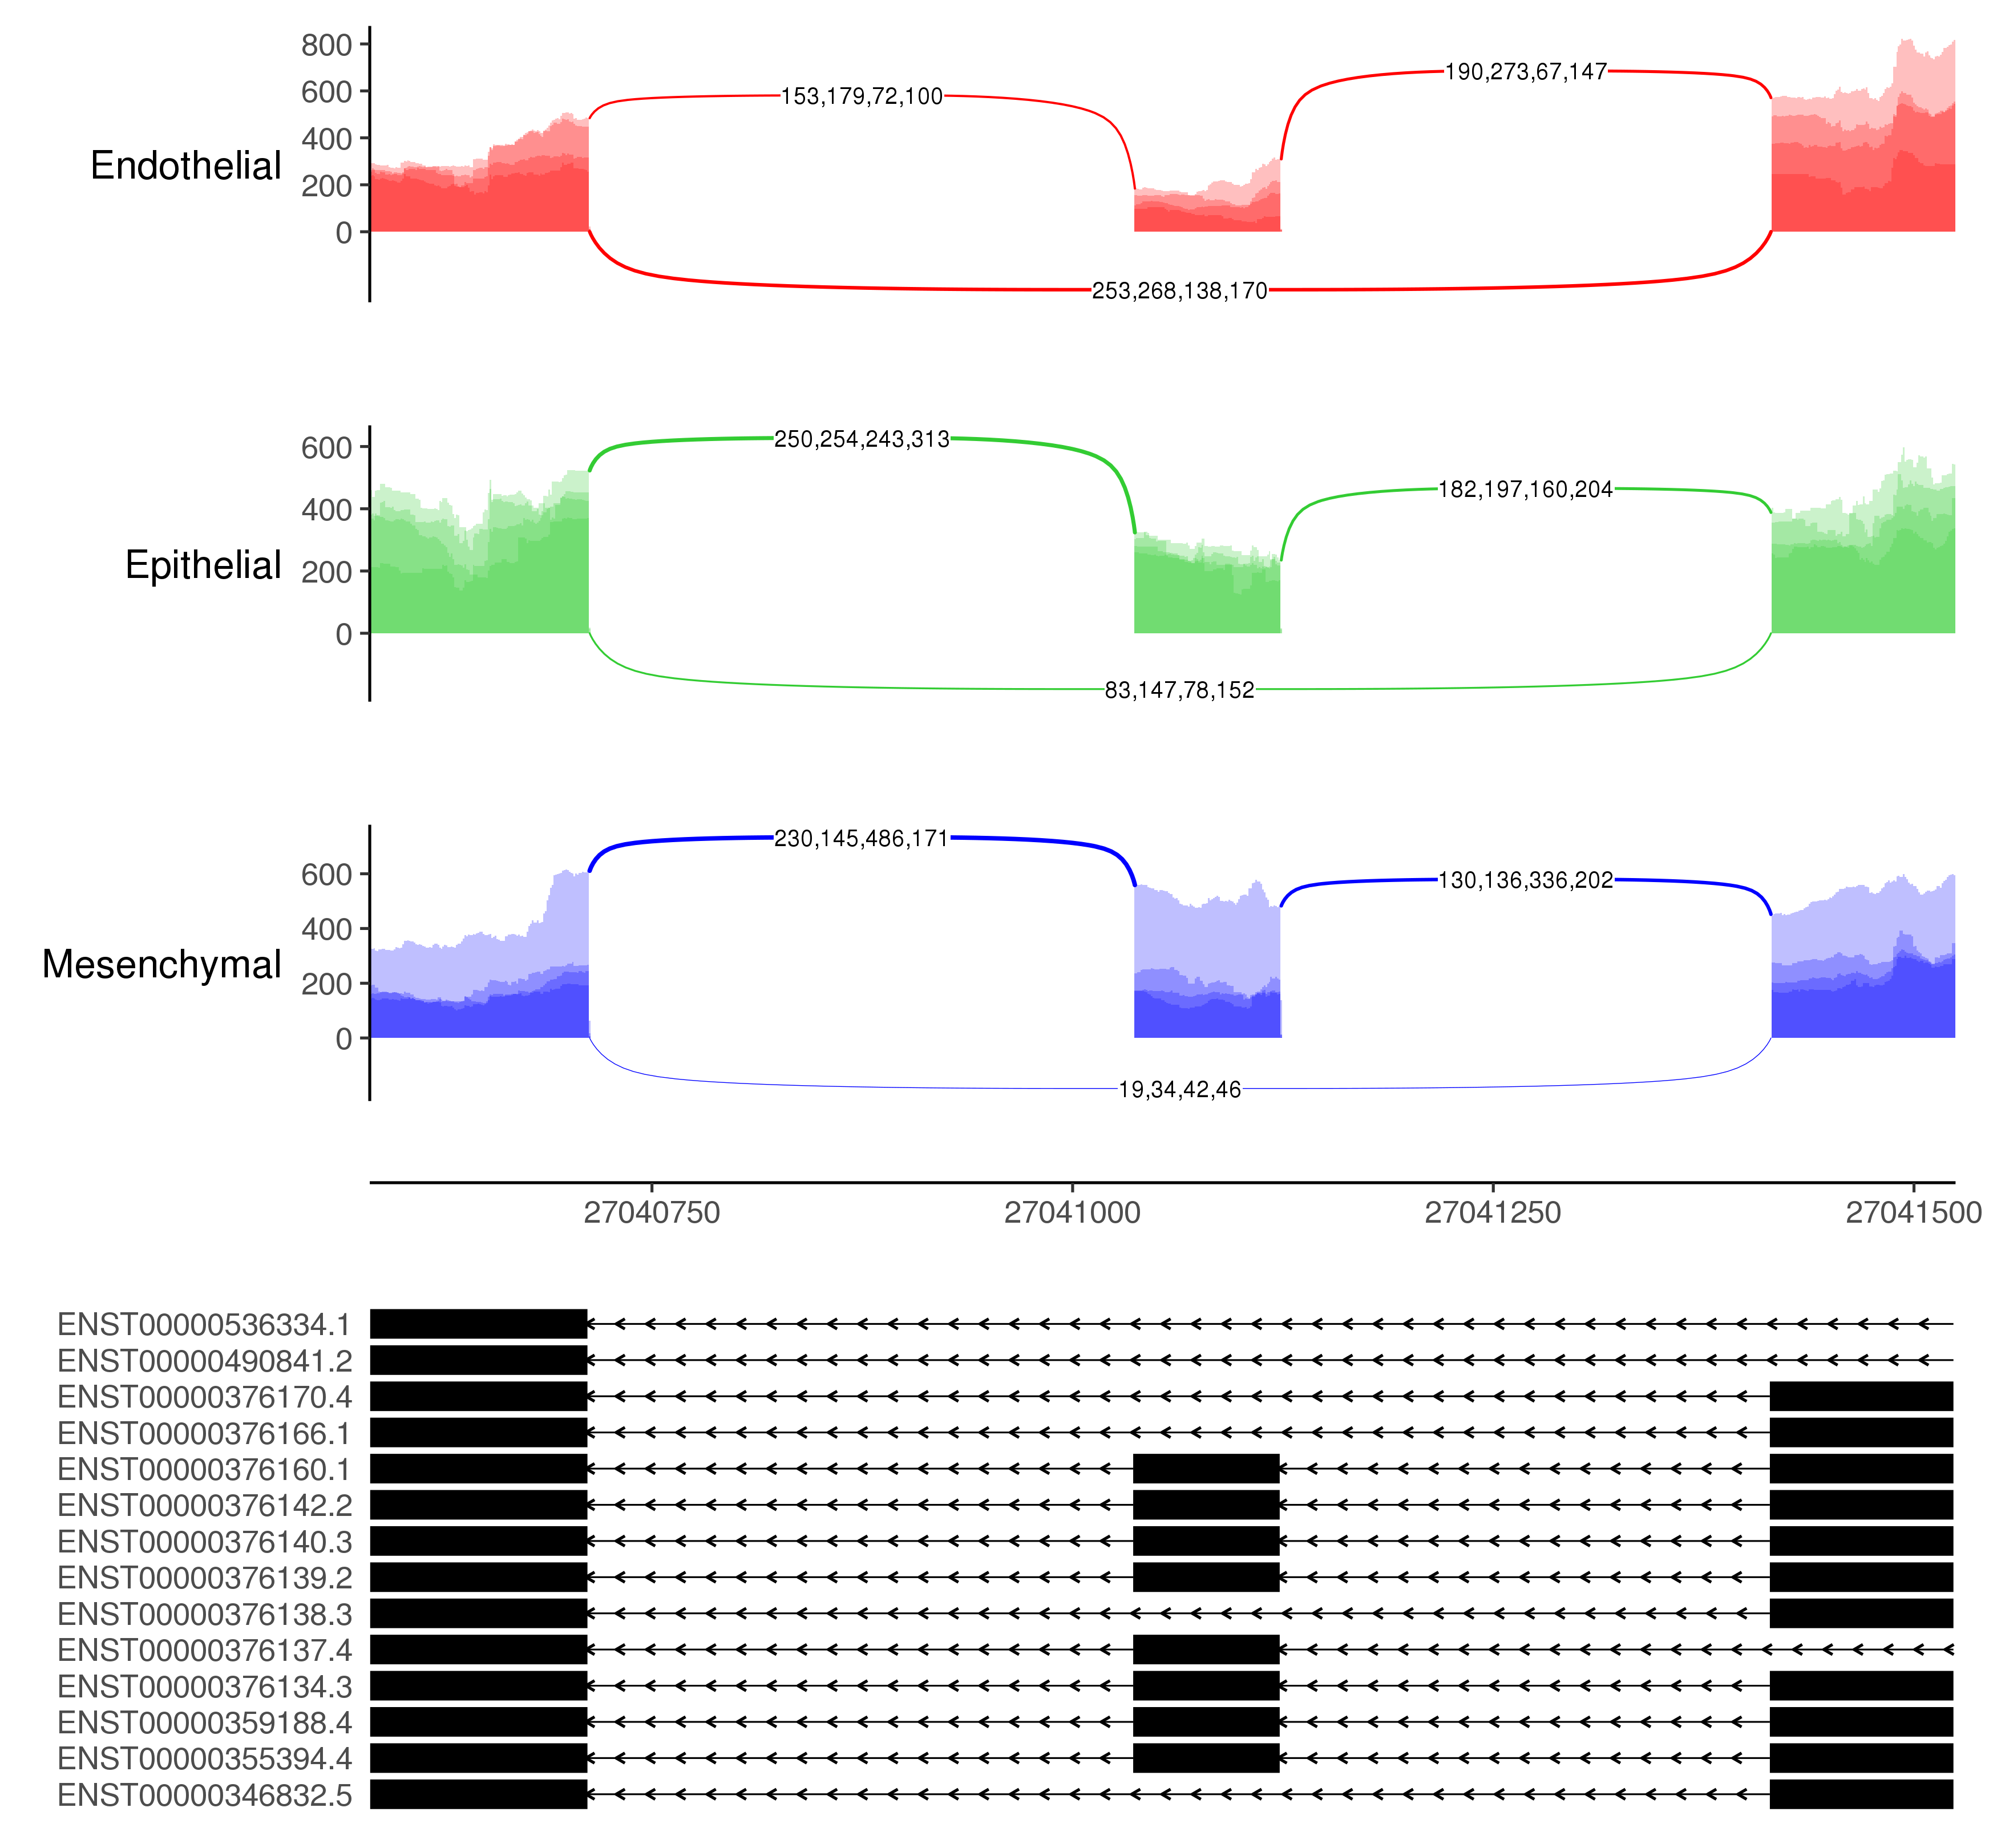 800
600
400
200
0
Endothelial
153,179,72,100
190,273,67,147
253,268,138,170
600
400
200
0
Epithelial
250,254,243,313
182,197,160,204
83,147,78,152
600
400
200
0
Mesenchymal
230,145,486,171
130,136,336,202
19,34,42,46
27040750 27041000 27041250 27041500
ENST00000536334.1
ENST00000490841.2
ENST00000376170.4
ENST00000376166.1
ENST00000376160.1
ENST00000376142.2
ENST00000376140.3
ENST00000376139.2
ENST00000376138.3
ENST00000376137.4
ENST00000376134.3
ENST00000359188.4
ENST00000355394.4
ENST00000346832.5